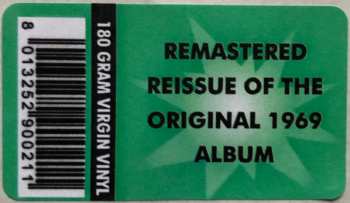 8 013252 900211
180 GRAM VIRGIN VINYL
REMASTERED
REISSUE OF THE
ORIGINAL 1969
ALBUM